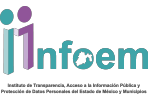 infoem
Instituto de Transparencia, Acceso a la Información Pública y
Protección de Datos Personales del Estado de México y Municipios